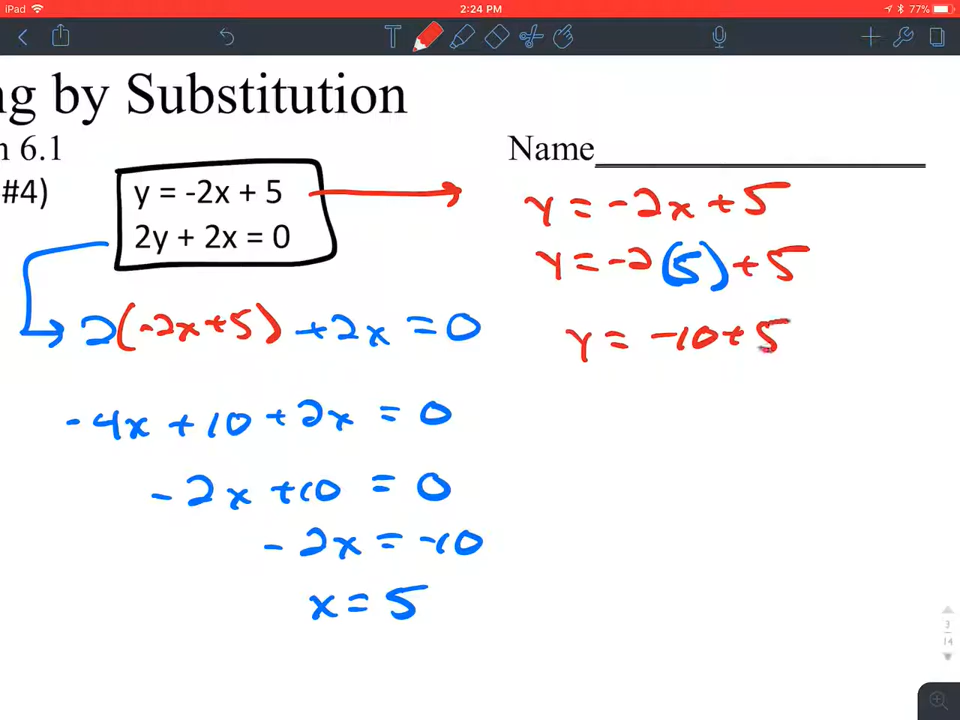 iPad 2:24 PM 77%
T
ng by Substitution
n 6.1 Name
#4) y = -2x + 5
2y + 2x = 0
y = -2x + 5
y = -2(5) + 5
y = -10 + 5
2(-2x+5) +2x = 0
-4x + 10 + 2x = 0
-2x +10 = 0
-2x = -10
x = 5
3
14